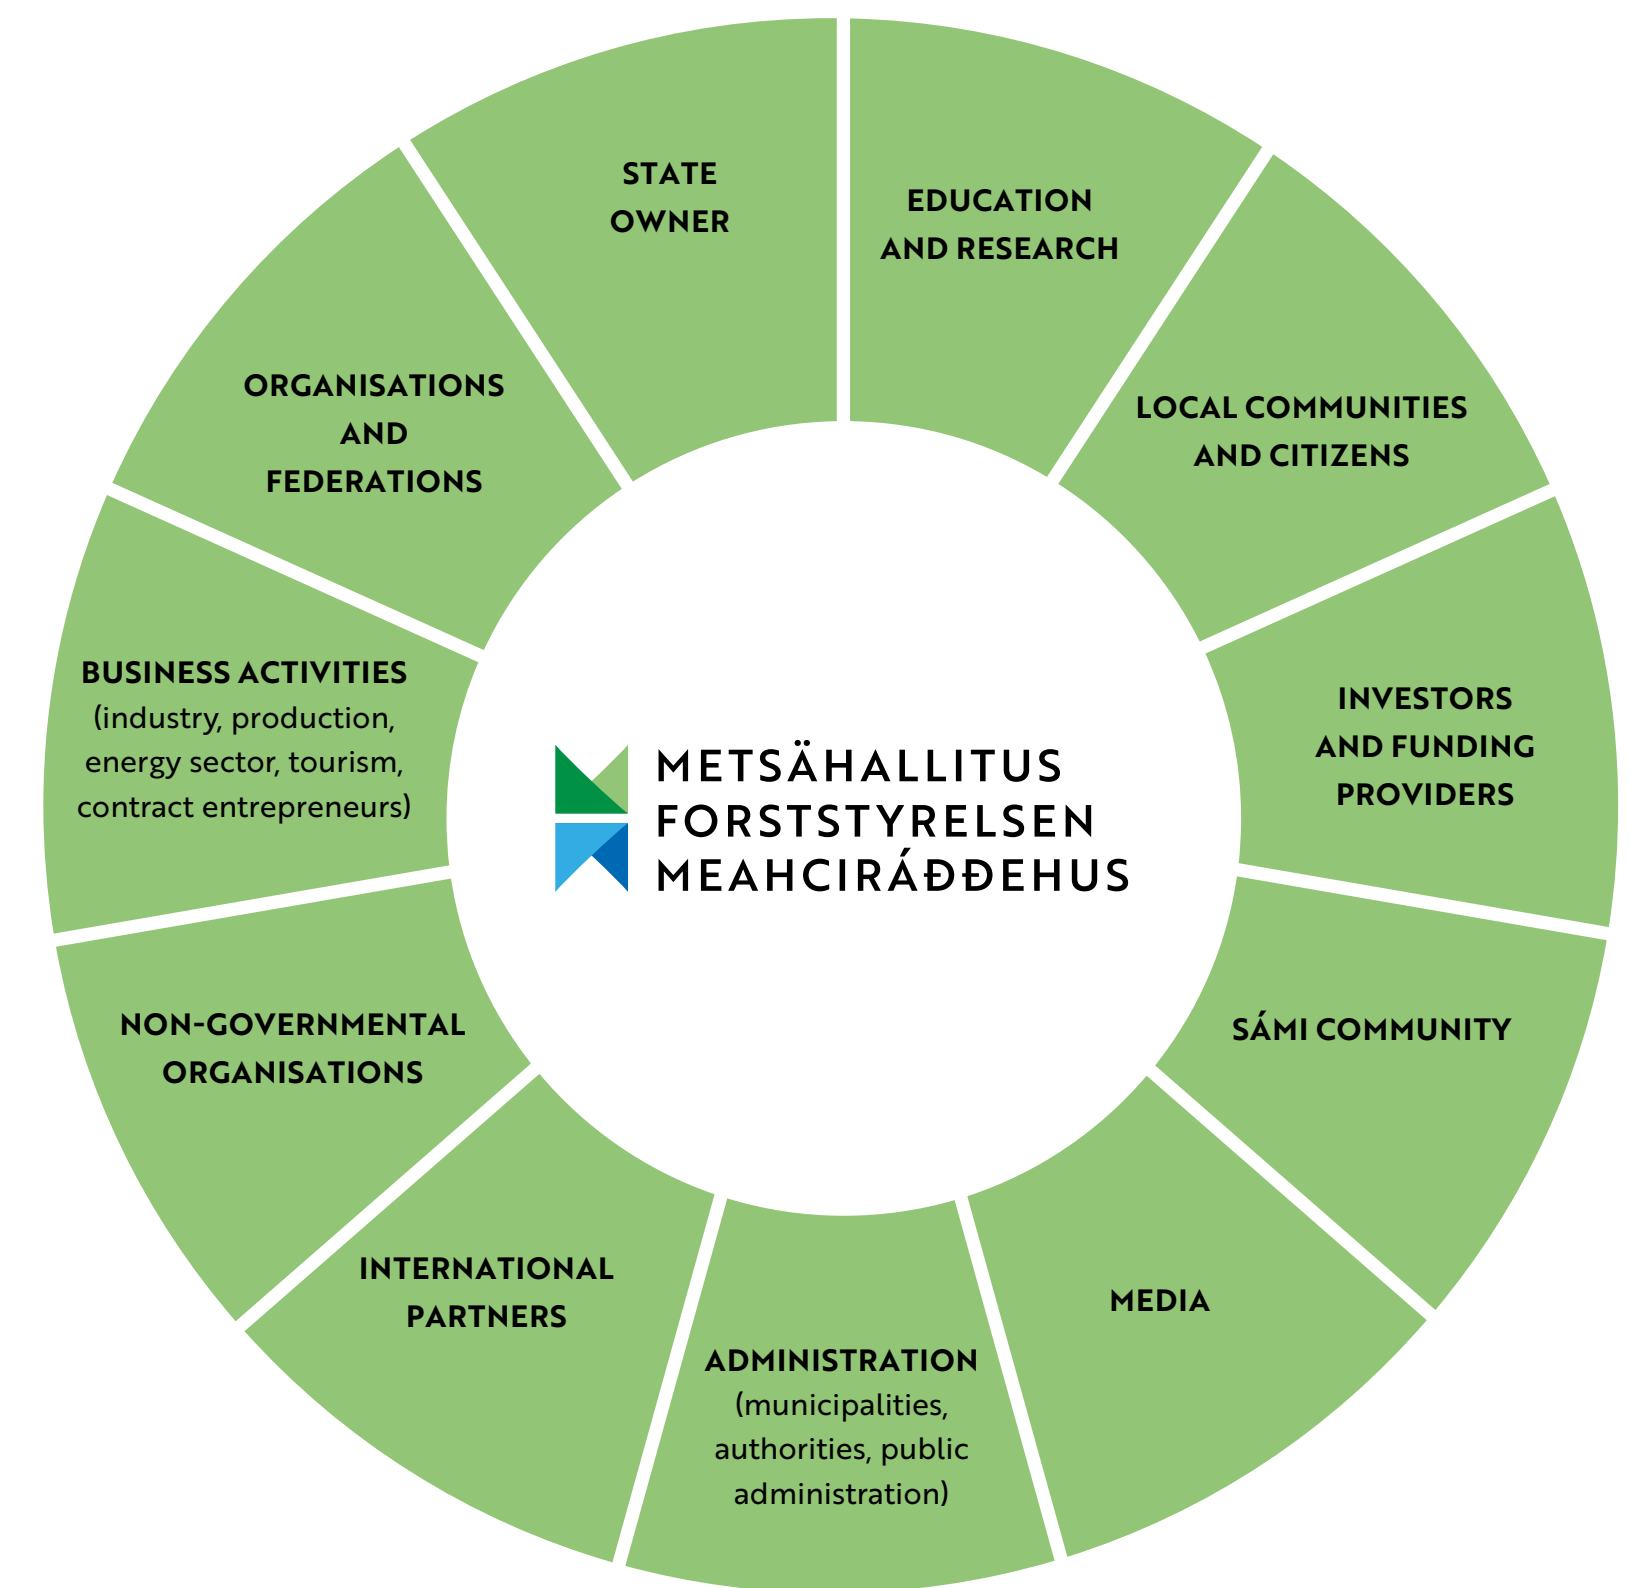 STATE
OWNER
EDUCATION
AND RESEARCH
LOCAL COMMUNITIES
AND CITIZENS
INVESTORS
AND FUNDING
PROVIDERS
SÁMI COMMUNITY
MEDIA
ADMINISTRATION
(municipalities,
authorities, public
administration)
INTERNATIONAL
PARTNERS
NON-GOVERNMENTAL
ORGANISATIONS
BUSINESS ACTIVITIES
(industry, production,
energy sector, tourism,
contract entrepreneurs)
ORGANISATIONS
AND
FEDERATIONS
METSÄHALLITUS
FORSTSTYRELSEN
MEAHCIRÁĐĐEHUS